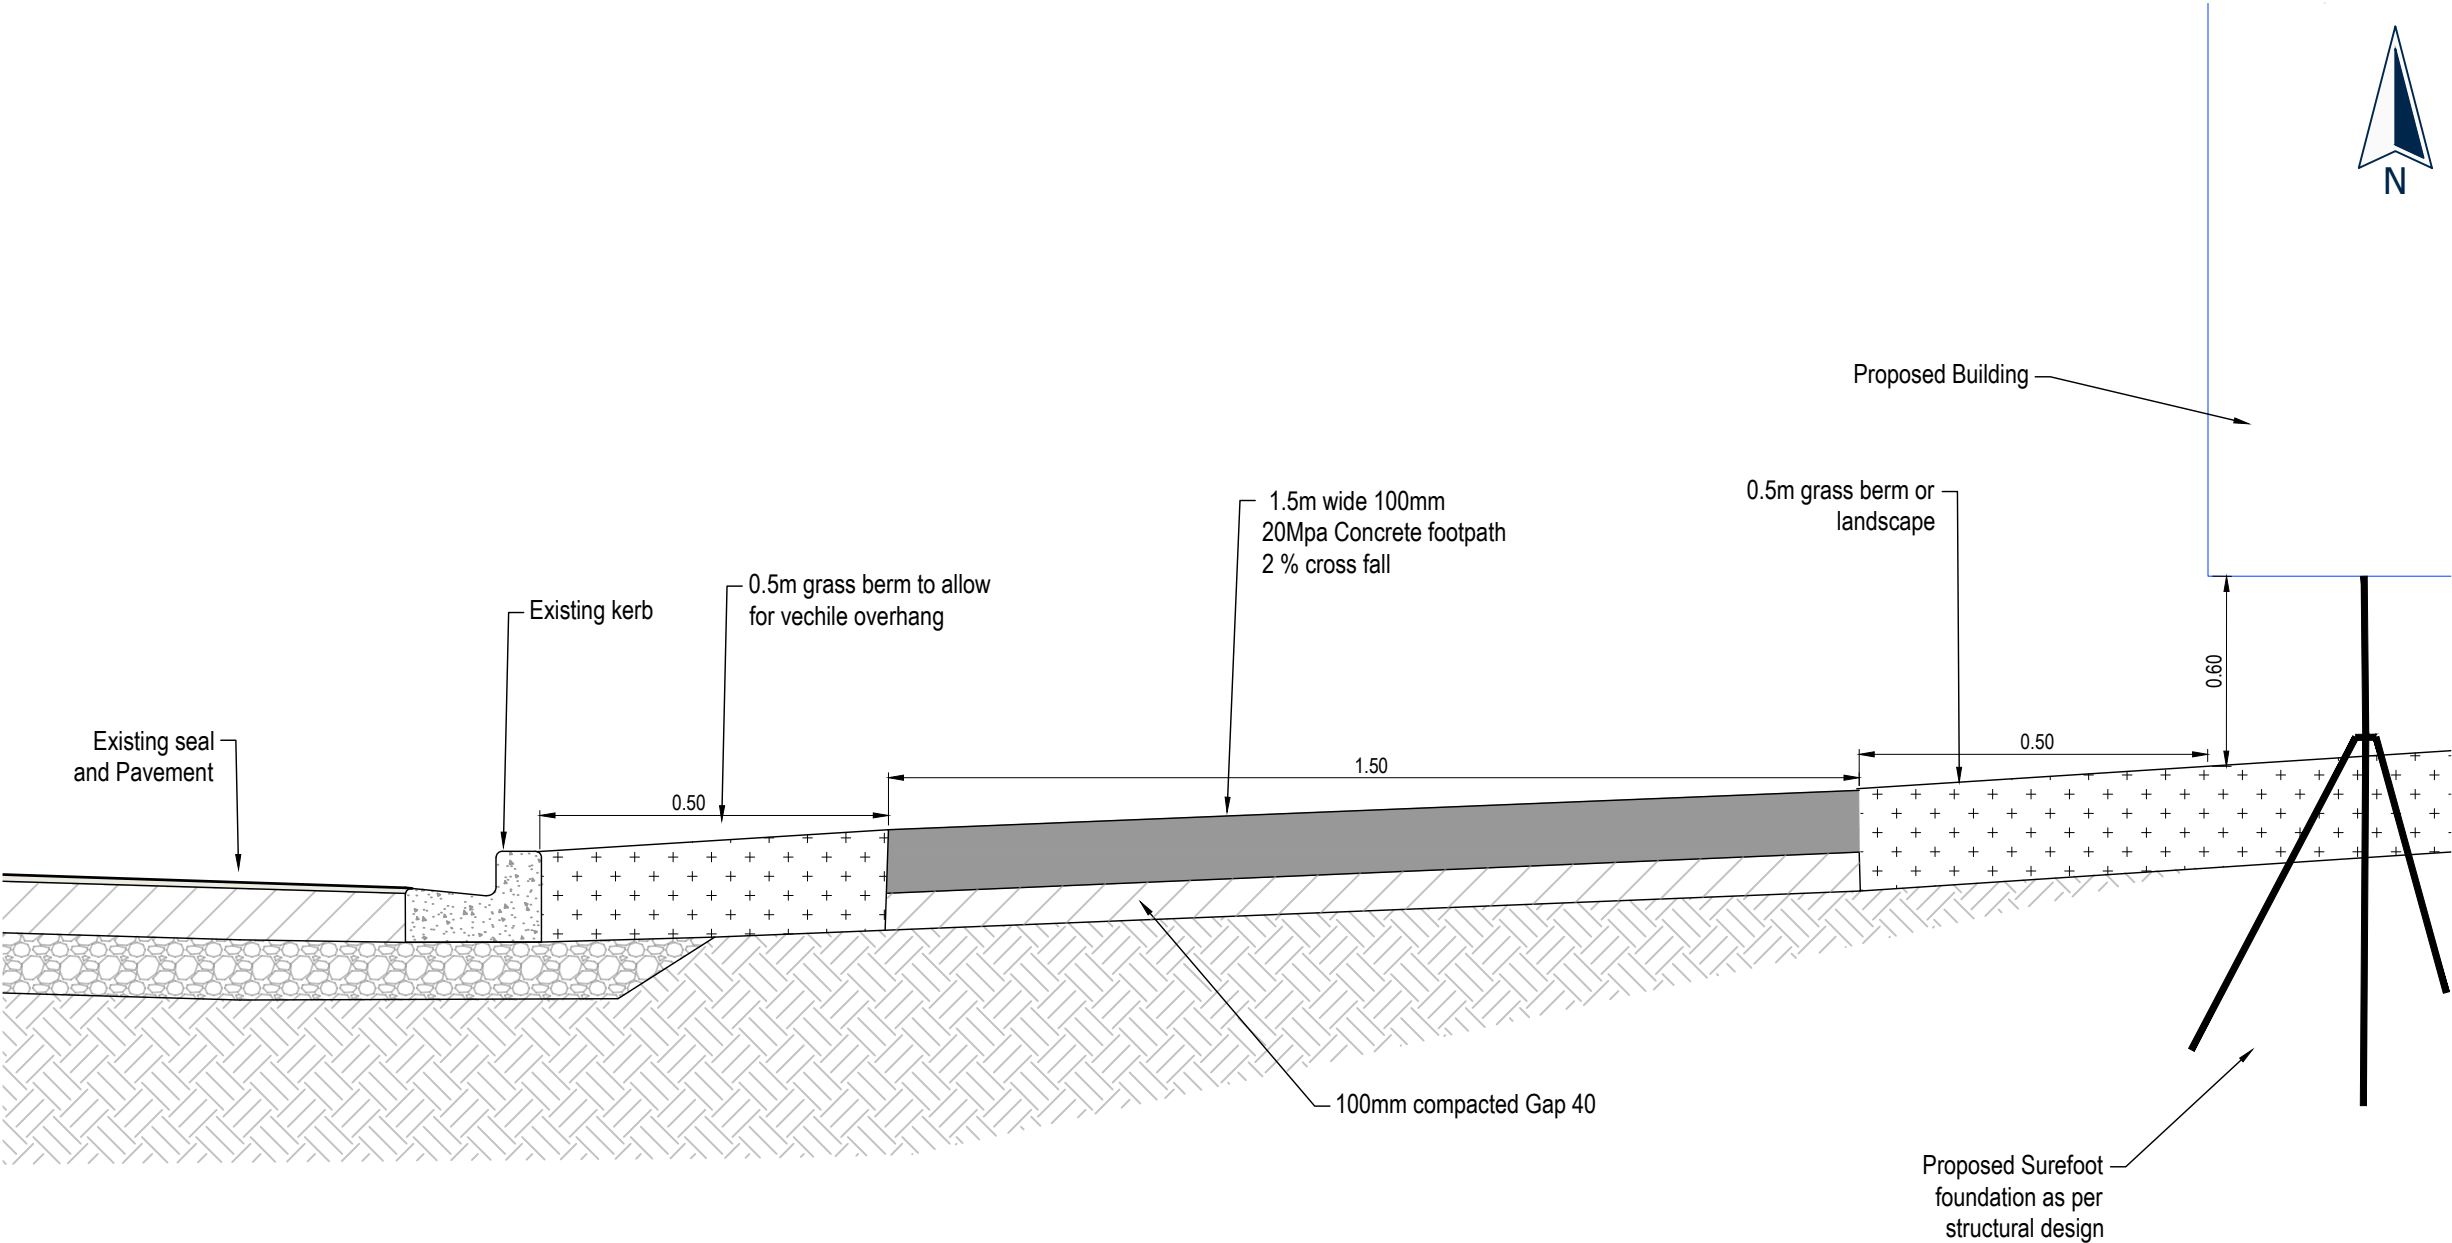 N
Proposed Building
0.5m grass berm or
landscape
1.5m wide 100mm
20Mpa Concrete footpath
2 % cross fall
0.5m grass berm to allow
for vechile overhang
Existing kerb
Existing seal
and Pavement
0.60
0.50
1.50
0.50
100mm compacted Gap 40
Proposed Surefoot
foundation as per
structural design